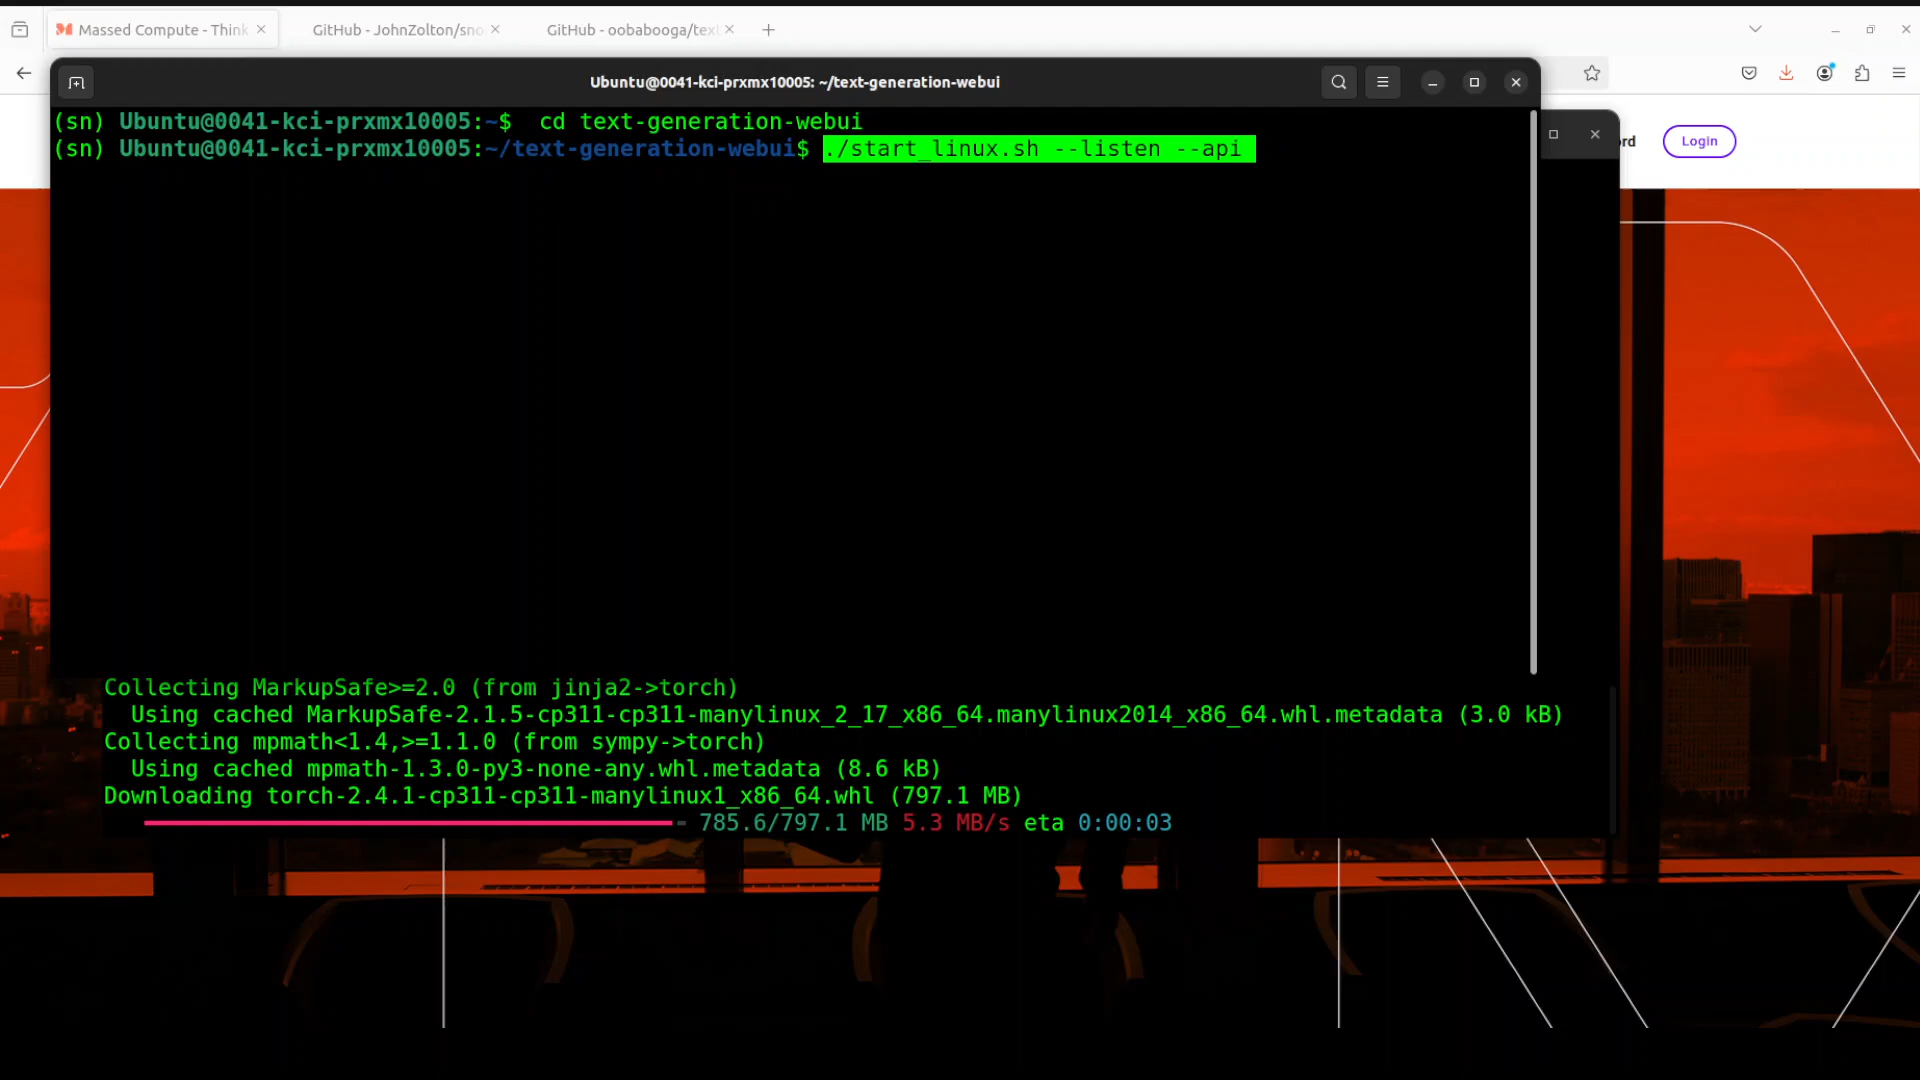 Massed Compute - Think
GitHub - JohnZolton/sno
GitHub - oobabooga/text
Ubuntu@0041-kci-prxmx10005: ~/text-generation-webui
(sn) Ubuntu@0041-kci-prxmx10005:~$  cd text-generation-webui
(sn) Ubuntu@0041-kci-prxmx10005:~/text-generation-webui$ ./start_linux.sh --listen --api
ord
Login
Collecting MarkupSafe>=2.0 (from jinja2->torch)
Using cached MarkupSafe-2.1.5-cp311-cp311-manylinux_2_17_x86_64.manylinux2014_x86_64.whl.metadata (3.0 kB)
Collecting mpmath<1.4,>=1.1.0 (from sympy->torch)
Using cached mpmath-1.3.0-py3-none-any.whl.metadata (8.6 kB)
Downloading torch-2.4.1-cp311-cp311-manylinux1_x86_64.whl (797.1 MB)
785.6/797.1 MB 5.3 MB/s eta 0:00:03